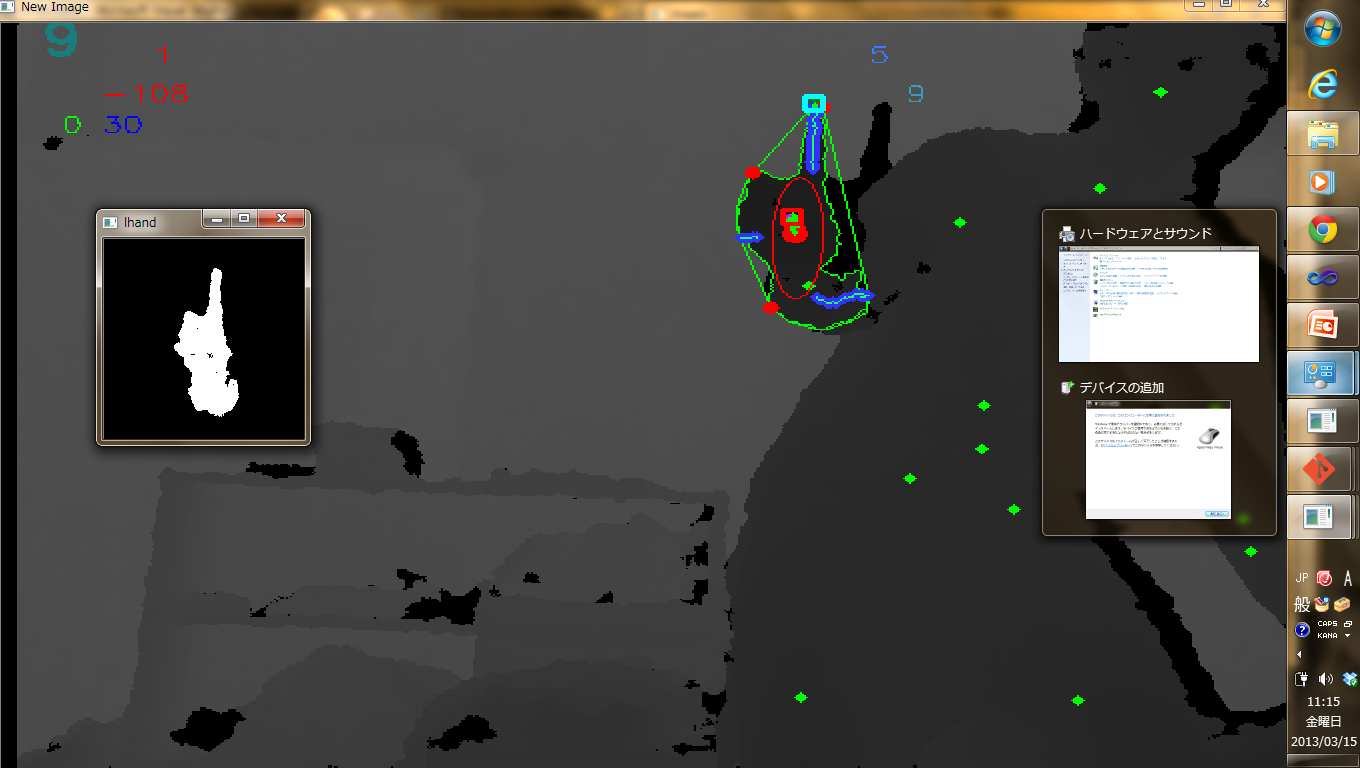 New Image
9
1
5
-108
9
0 30
lhand
ハードウェアとサウンド
デバイスの追加
JP
A
般
?
CAPS
KANA
11:15
金曜日
2013/03/15